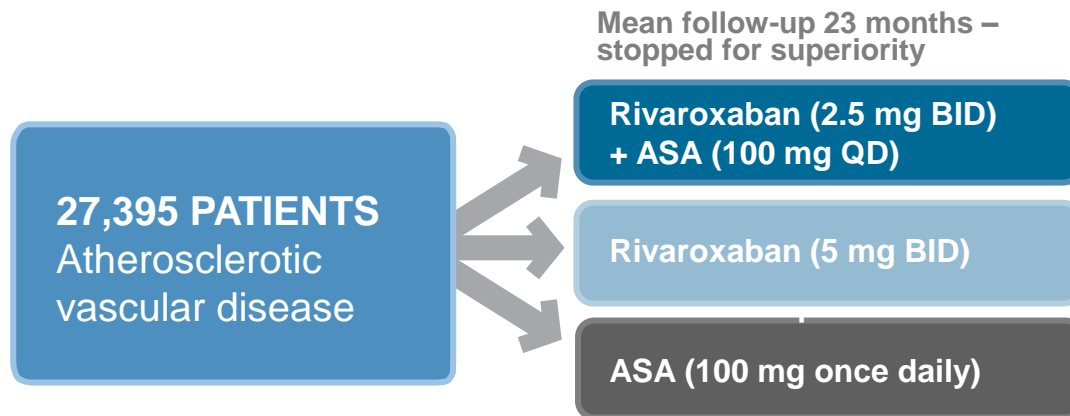 Mean follow-up 23 months –
stopped for superiority
27,395 PATIENTS
Atherosclerotic
vascular disease
Rivaroxaban (2.5 mg BID)
+ ASA (100 mg QD)
Rivaroxaban (5 mg BID)
ASA (100 mg once daily)